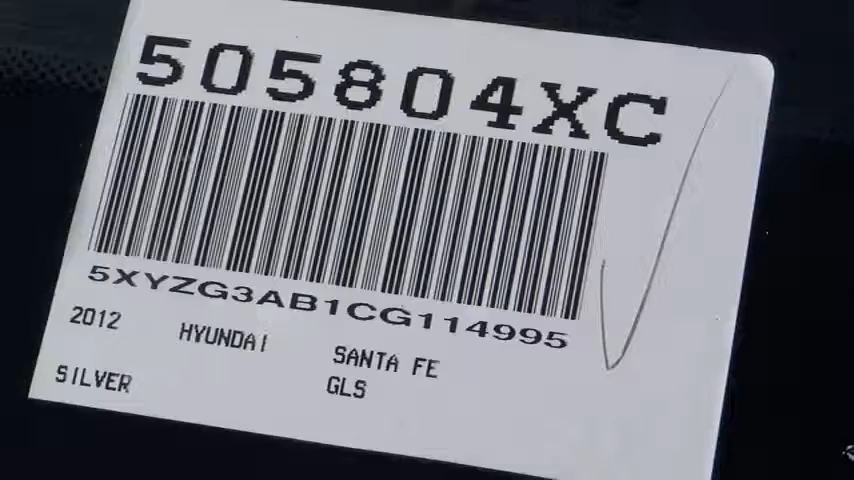 505804XC
5XYZG3AB1CG114995
2012 HYUNDAI SANTA FE
SILVER GLS